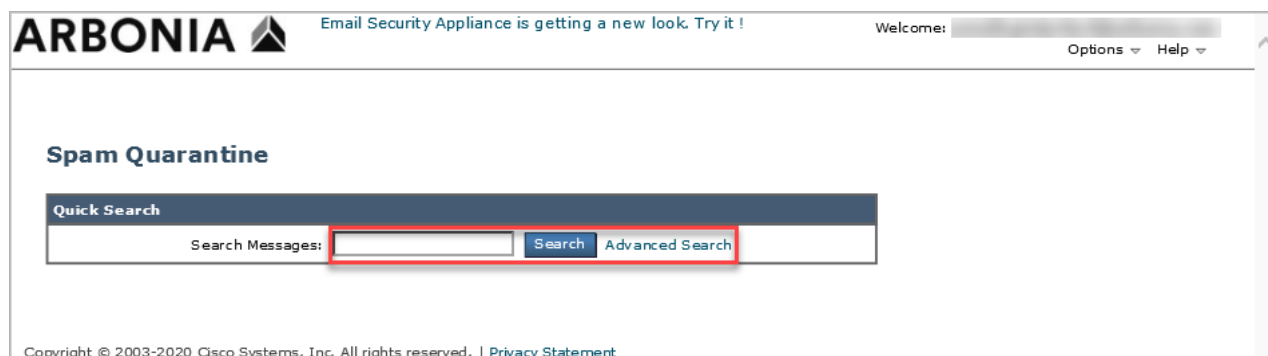 ARBONIA
Email Security Appliance is getting a new look. Try it !
Welcome:
Options Help
Spam Quarantine
Quick Search
Search Messages: Search Advanced Search
Copyright © 2003-2020 Cisco Systems, Inc. All rights reserved. | Privacy Statement